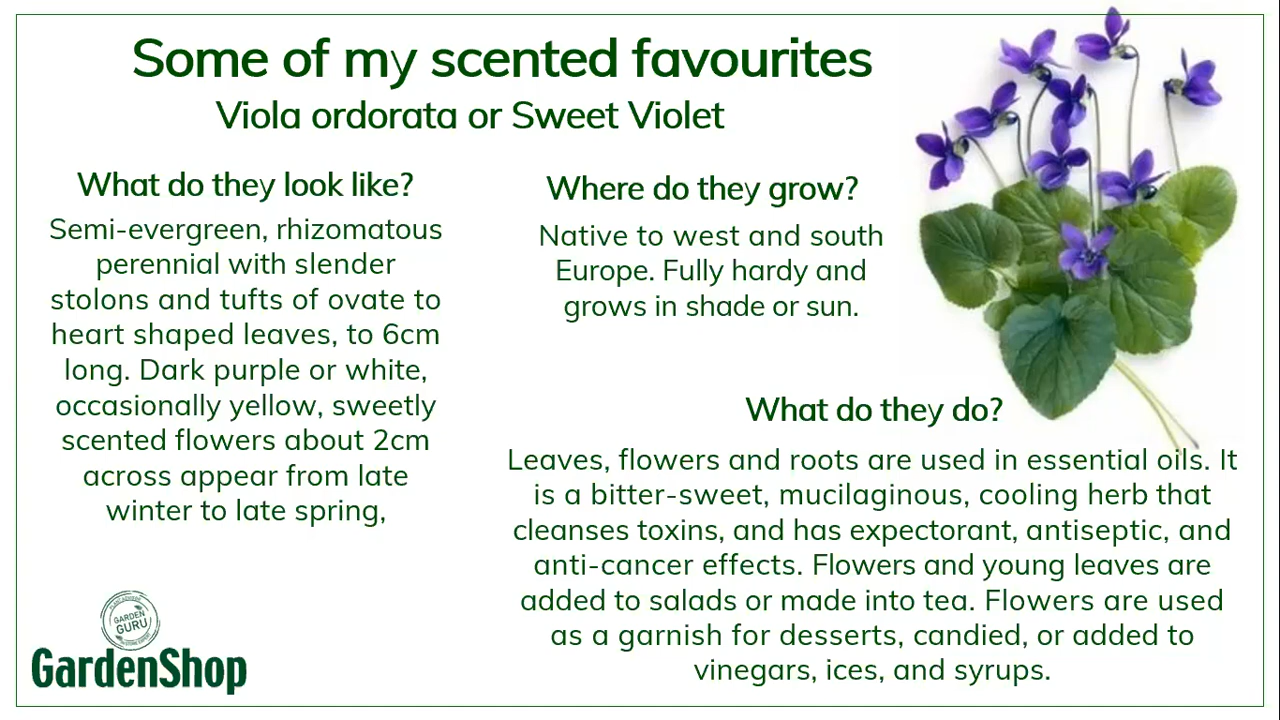 Some of my scented favourites
Viola ordorata or Sweet Violet
What do they look like?
Semi-evergreen, rhizomatous
perennial with slender
stolons and tufts of ovate to
heart shaped leaves, to 6cm
long. Dark purple or white,
occasionally yellow, sweetly
scented flowers about 2cm
across appear from late
winter to late spring,
Where do they grow?
Native to west and south
Europe. Fully hardy and
grows in shade or sun.
What do they do?
Leaves, flowers and roots are used in essential oils. It
is a bitter-sweet, mucilaginous, cooling herb that
cleanses toxins, and has expectorant, antiseptic, and
anti-cancer effects. Flowers and young leaves are
added to salads or made into tea. Flowers are used
as a garnish for desserts, candied, or added to
vinegars, ices, and syrups.
GARDEN
GURU
GardenShop